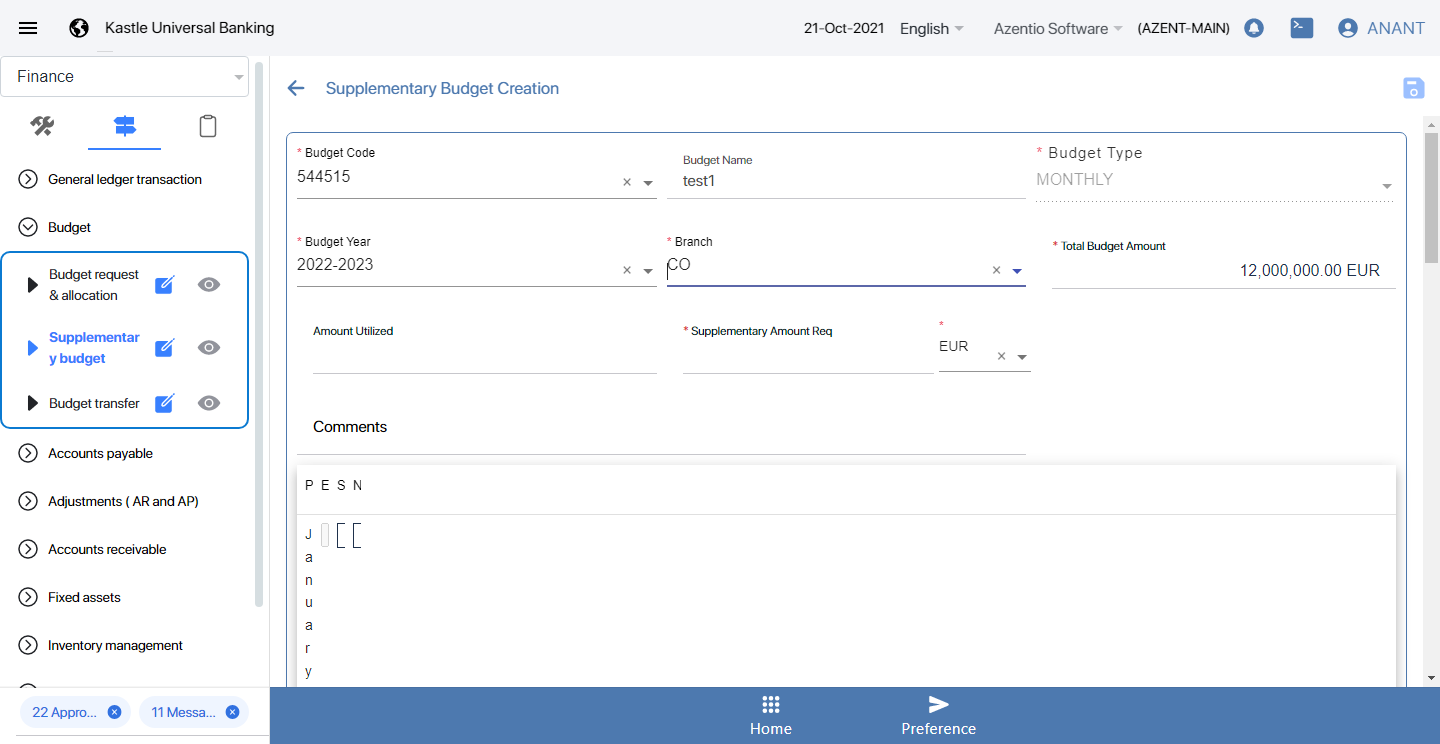 Kastle Universal Banking
21-Oct-2021
English
Azentio Software
(AZENT-MAIN)
ANANT
Finance
General ledger transaction
Budget
Budget request
& allocation
Supplementar
y budget
Budget transfer
Accounts payable
Adjustments ( AR and AP)
Accounts receivable
Fixed assets
Inventory management
22 Appro...
11 Messa...
Supplementary Budget Creation
* Budget Code
544515
Budget Name
test1
* Budget Type
MONTHLY
* Budget Year
2022-2023
* Branch
CO
* Total Budget Amount
12,000,000.00 EUR
Amount Utilized
* Supplementary Amount Req
*
EUR
Comments
P E S N
J
a
n
u
a
r
y
Home
Preference